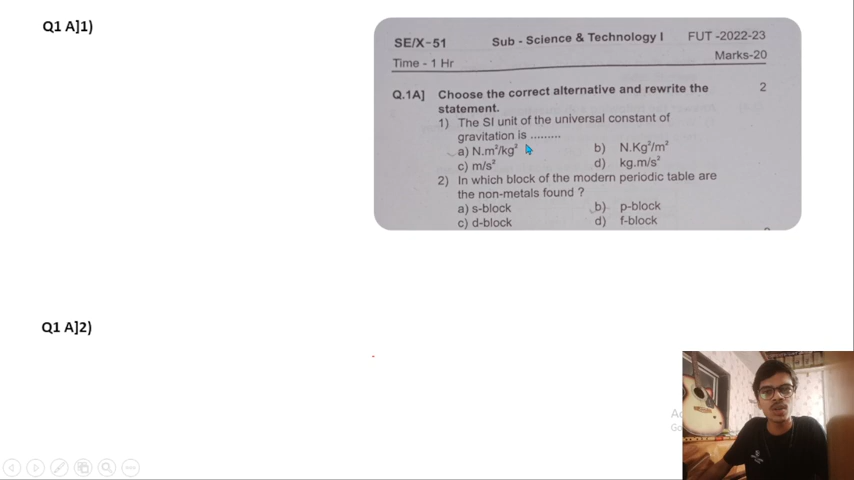 Q1 A]1)
SE/X-51 Sub - Science & Technology I FUT -2022-23
Time - 1 Hr Marks-20
Q.1A] Choose the correct alternative and rewrite the 2
statement.
1) The SI unit of the universal constant of
gravitation is .........
a) N.m²/kg² b) N.Kg²/m²
c) m/s² d) kg.m/s²
2) In which block of the modern periodic table are
the non-metals found ?
a) s-block b) p-block
c) d-block d) f-block
Q1 A]2)